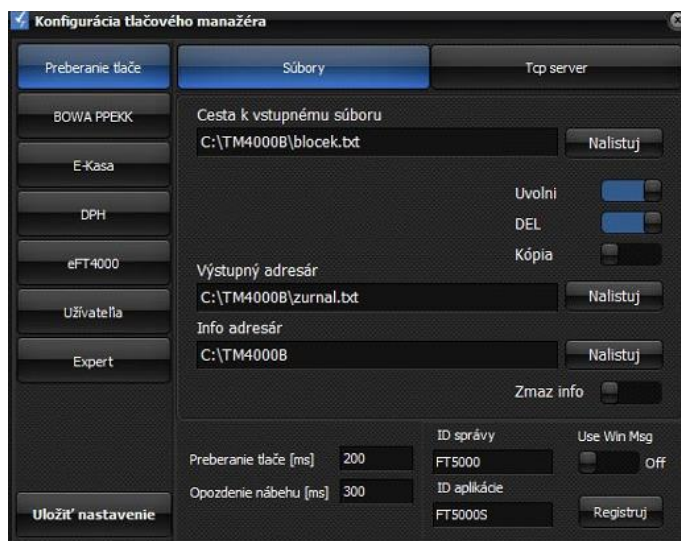 Konfigurácia tlačového manažéra
Preberanie tlače
Súbory
Tcp server
BOWA PPEKK
E-Kasa
DPH
eFT4000
Užívatelia
Expert
Uložiť nastavenie
Cesta k vstupnému súboru
C:\TM4000B\blocek.txt
Nalistuj
Uvolni
DEL
Kópia
Výstupný adresár
C:\TM4000B\zurnal.txt
Nalistuj
Info adresár
C:\TM4000B
Nalistuj
Zmaz info
Preberanie tlače [ms] 200
Opozdenie nábehu [ms] 300
ID správy
FT5000
ID aplikácie
FT5000S
Use Win Msg
Off
Registruj